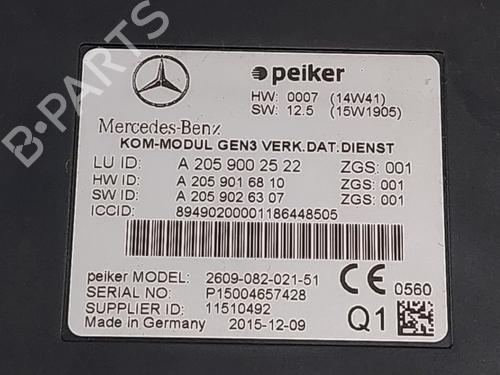 peiker
HW: 0007 (14W41)
SW: 12.5 (15W1905)
Mercedes-Benz
KOM-MODUL GEN3 VERK.DAT.DIENST
LU ID: A 205 900 25 22 ZGS: 001
HW ID: A 205 901 68 10 ZGS: 001
SW ID: A 205 902 63 07 ZGS: 001
ICCID: 89490200001186448505
peiker MODEL: 2609-082-021-51
SERIAL NO: P15004657428
SUPPLIER ID: 11510492
Made in Germany 2015-12-09
CE 0560
Q1
B-PARTS